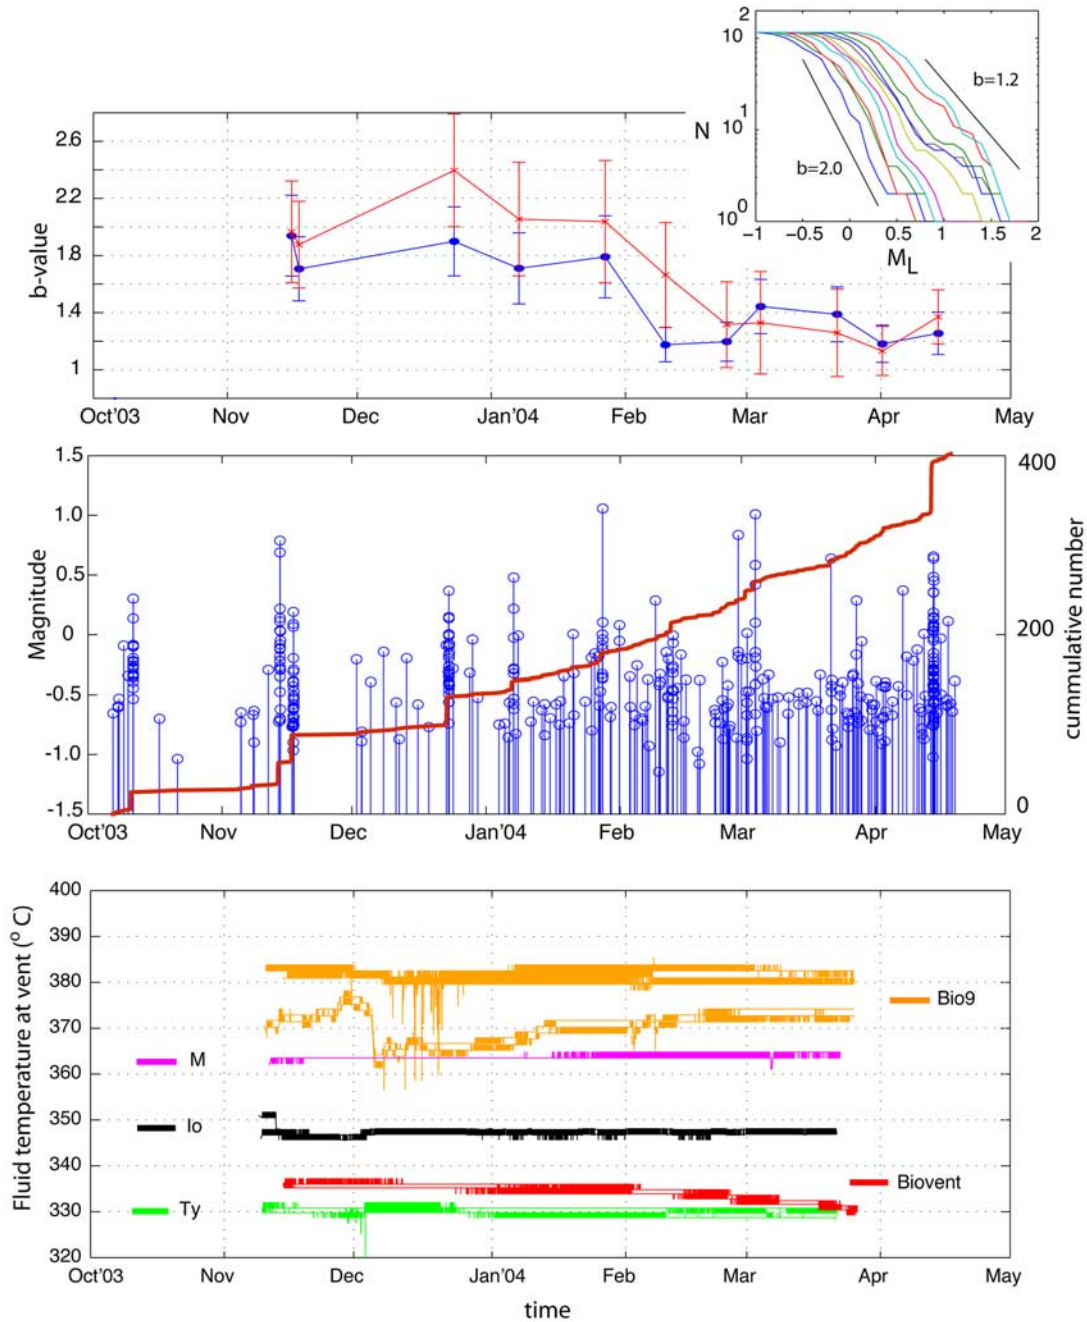 2
10
b=1.2
N
1
10
b=2.0
0
10
−1
−0.5
0
0.5
1
1.5
2
M L
2.6
2.2
1.8
1.4
1
b-value
Oct'03
Nov
Dec
Jan'04
Feb
Mar
Apr
May
1.5
1.0
0.5
0
-0.5
-1.0
-1.5
Magnitude
400
200
0
cummulative number
Oct'03
Nov
Dec
Jan'04
Feb
Mar
Apr
May
400
390
380
370
360
350
340
330
320
Fluid temperature at vent (° C)
Bio9
M
Io
Biovent
Ty
Oct'03
Nov
Dec
Jan'04
Feb
Mar
Apr
May
time